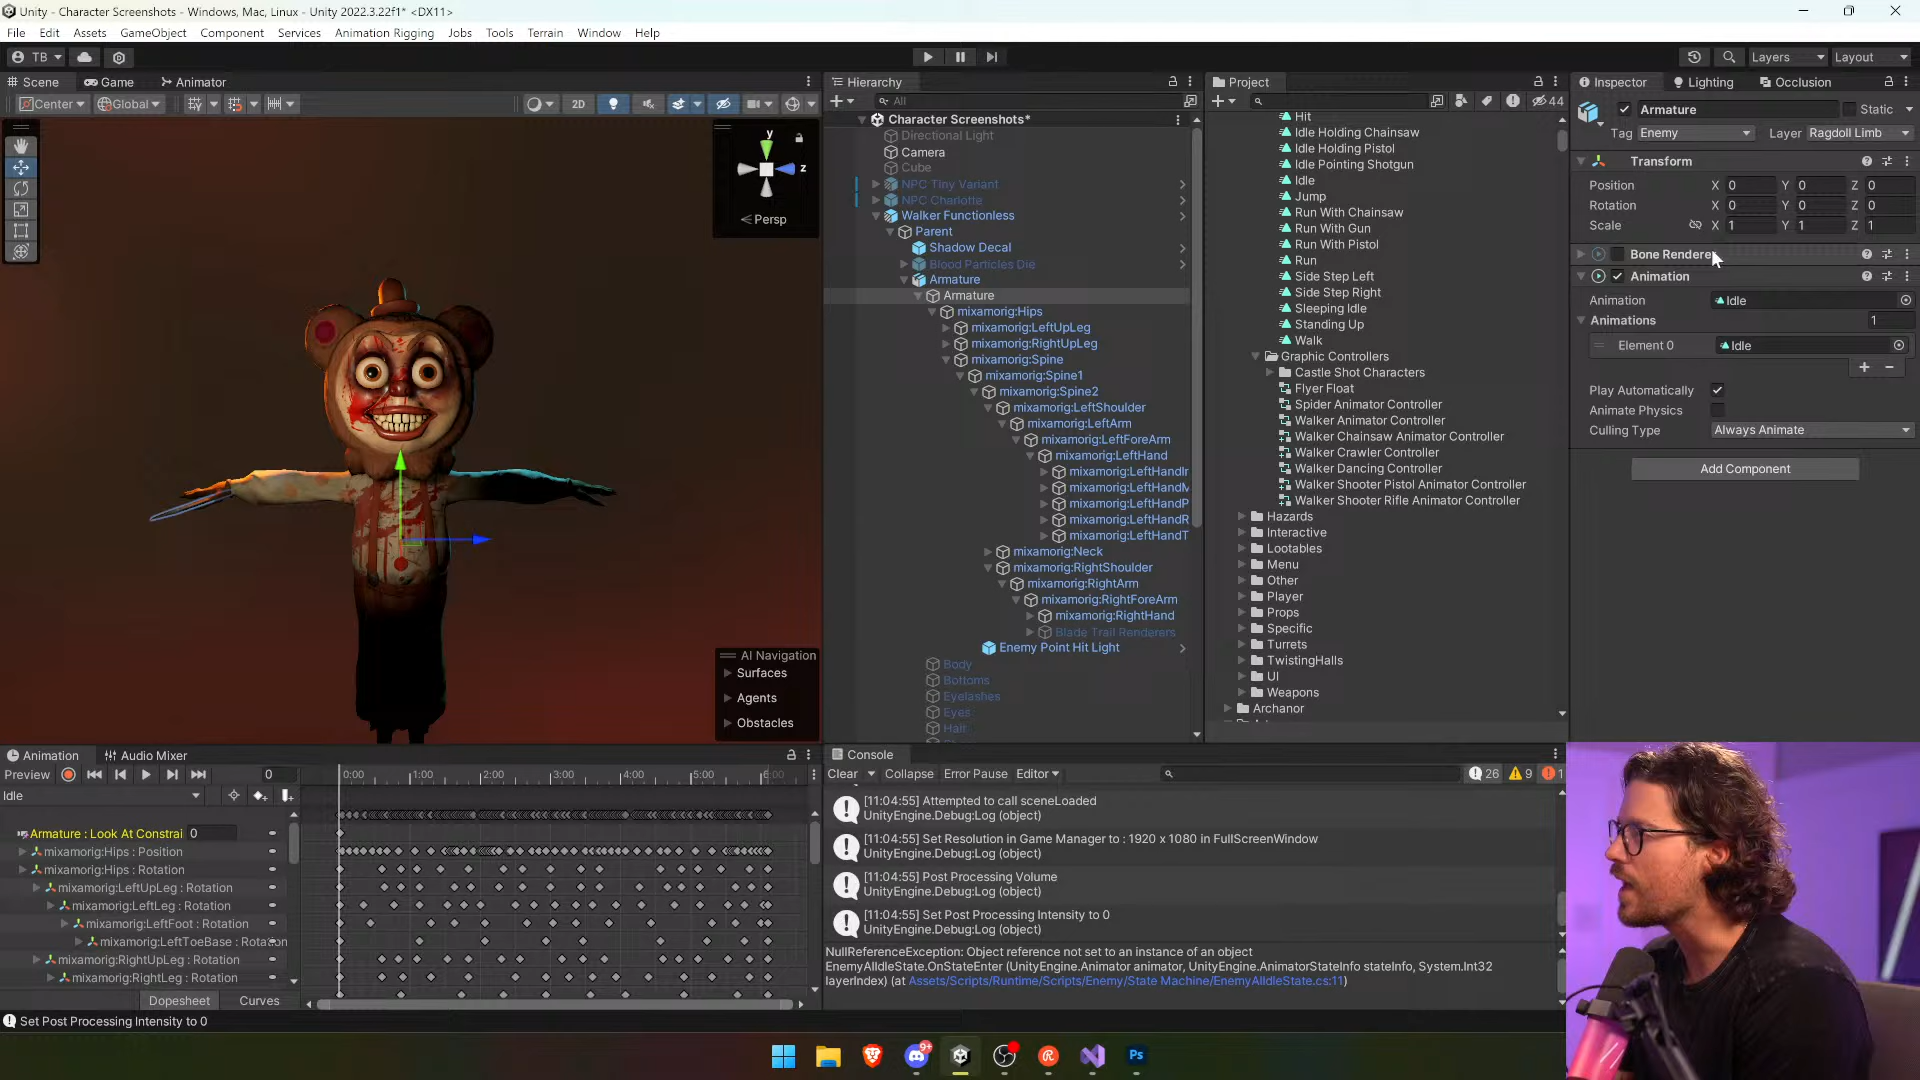 Unity - Character Screenshots - Windows, Mac, Linux - Unity 2022.3.22f1* <DX11>
File Edit Assets GameObject Component Services Animation Rigging Jobs Tools Terrain Window Help
TB
Layers Layout
Scene Game Animator
Center Global 2D
y
z
Persp
AI Navigation
Surfaces
Agents
Obstacles
Hierarchy
All
Character Screenshots*
Directional Light
Camera
Cube
NPC Tiny Variant
NPC Charlotte
Walker Functionless
Parent
Shadow Decal
Blood Particles Die
Armature
Armature
mixamorig:Hips
mixamorig:LeftUpLeg
mixamorig:RightUpLeg
mixamorig:Spine
mixamorig:Spine1
mixamorig:Spine2
mixamorig:LeftShoulder
mixamorig:LeftArm
mixamorig:LeftForeArm
mixamorig:LeftHand
mixamorig:LeftHandIr
mixamorig:LeftHandM
mixamorig:LeftHandP
mixamorig:LeftHandR
mixamorig:LeftHandT
mixamorig:Neck
mixamorig:RightShoulder
mixamorig:RightArm
mixamorig:RightForeArm
mixamorig:RightHand
Blade Trail Renderers
Enemy Point Hit Light
Body
Bottoms
Eyelashes
Eyes
Hair
Project
44
Hit
Idle Holding Chainsaw
Idle Holding Pistol
Idle Pointing Shotgun
Idle
Jump
Run With Chainsaw
Run With Gun
Run With Pistol
Run
Side Step Left
Side Step Right
Sleeping Idle
Standing Up
Walk
Graphic Controllers
Castle Shot Characters
Flyer Float
Spider Animator Controller
Walker Animator Controller
Walker Chainsaw Animator Controller
Walker Crawler Controller
Walker Dancing Controller
Walker Shooter Pistol Animator Controller
Walker Shooter Rifle Animator Controller
Hazards
Interactive
Lootables
Menu
Other
Player
Props
Specific
Turrets
TwistingHalls
UI
Weapons
Archanor
Inspector Lighting Occlusion
Armature Static
Tag Enemy Layer Ragdoll Limb
Transform
Position X 0 Y 0 Z 0
Rotation X 0 Y 0 Z 0
Scale X 1 Y 1 Z 1
Bone Renderer
Animation
Animation Idle
Animations 1
Element 0 Idle
Play Automatically
Animate Physics
Culling Type Always Animate
Add Component
Animation Audio Mixer
Preview 0
0:00 1:00 2:00 3:00 4:00 5:00 6:00
Idle
Armature : Look At Constrai 0
mixamorig:Hips : Position
mixamorig:Hips : Rotation
mixamorig:LeftUpLeg : Rotation
mixamorig:LeftLeg : Rotation
mixamorig:LeftFoot : Rotation
mixamorig:LeftToeBase : Rotation
mixamorig:RightUpLeg : Rotation
mixamorig:RightLeg : Rotation
Dopesheet Curves
Console
Clear Collapse Error Pause Editor 26 9 1
[11:04:55] Attempted to call sceneLoaded
UnityEngine.Debug:Log (object)
[11:04:55] Set Resolution in Game Manager to : 1920 x 1080 in FullScreenWindow
UnityEngine.Debug:Log (object)
[11:04:55] Post Processing Volume
UnityEngine.Debug:Log (object)
[11:04:55] Set Post Processing Intensity to 0
UnityEngine.Debug:Log (object)
NullReferenceException: Object reference not set to an instance of an object
EnemyAIIdleState.OnStateEnter (UnityEngine.Animator animator, UnityEngine.AnimatorStateInfo stateInfo, System.Int32
layerIndex) (at Assets/Scripts/Runtime/Scripts/Enemy/State Machine/EnemyAIIdleState.cs:11)
Set Post Processing Intensity to 0
9+
Ps